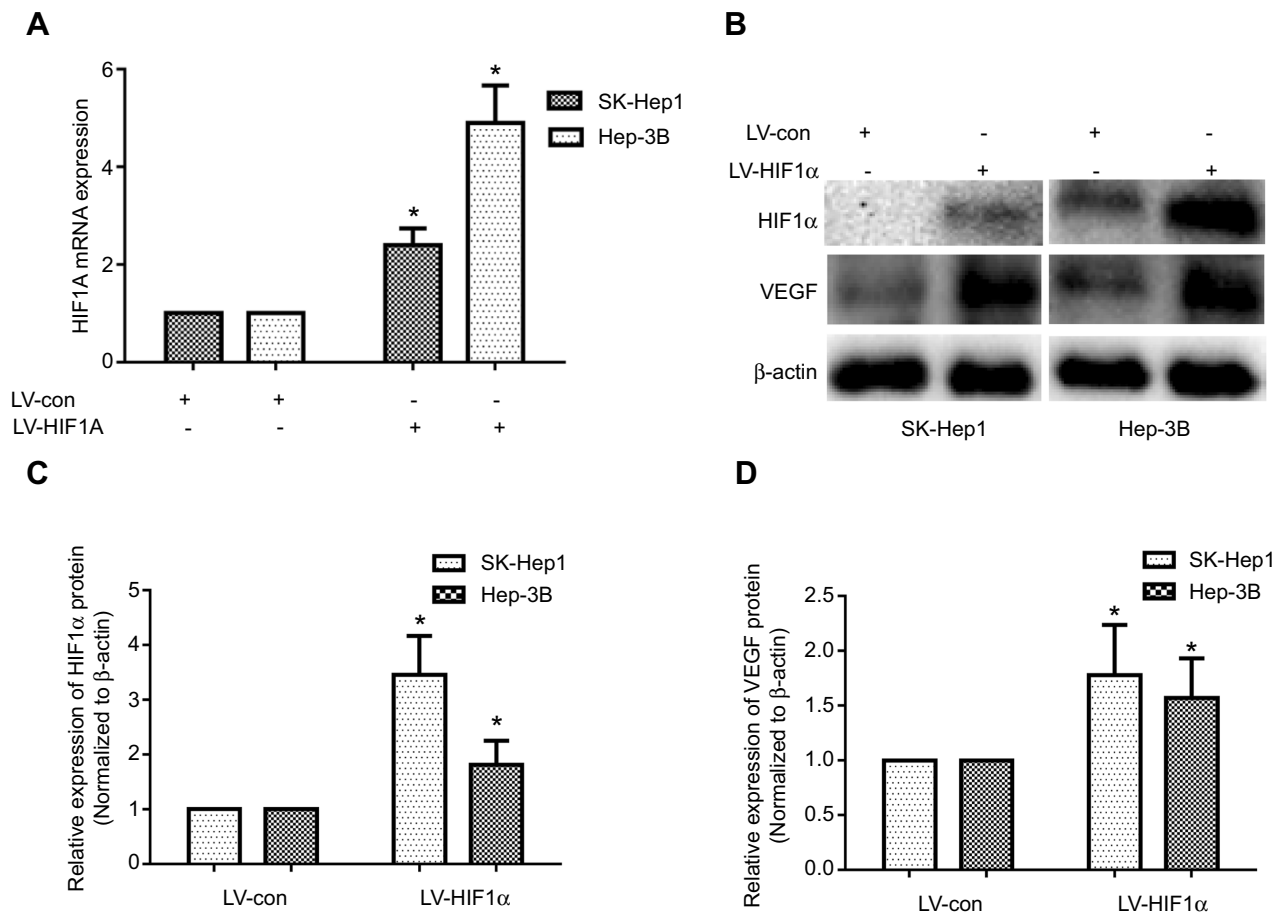 A
HIF1A mRNA expression
6
4
2
0
*
*
SK-Hep1
Hep-3B
LV-con + + - -
LV-HIF1A - - + +
B
LV-con + - + -
LV-HIF1α - + - +
HIF1α
VEGF
β-actin
SK-Hep1 Hep-3B
C
Relative expression of HIF1α protein
(Normalized to β-actin)
5
4
3
2
1
0
*
*
SK-Hep1
Hep-3B
LV-con LV-HIF1α
D
Relative expression of VEGF protein
(Normalized to β-actin)
2.5
2.0
1.5
1.0
0.5
0.0
*
*
SK-Hep1
Hep-3B
LV-con LV-HIF1α